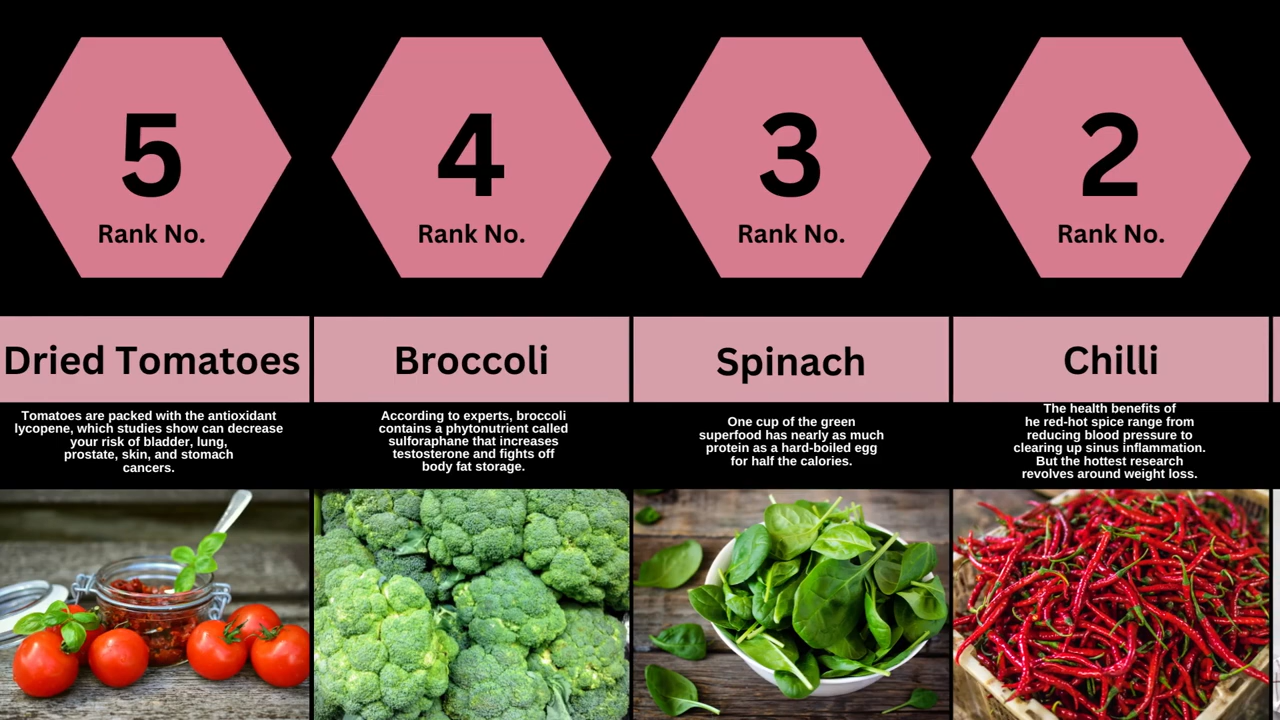 5
Rank No.
4
Rank No.
3
Rank No.
2
Rank No.
Dried Tomatoes
Broccoli
Spinach
Chilli
Tomatoes are packed with the antioxidant
lycopene, which studies show can decrease
your risk of bladder, lung,
prostate, skin, and stomach
cancers.
According to experts, broccoli
contains a phytonutrient called
sulforaphane that increases
testosterone and fights off
body fat storage.
One cup of the green
superfood has nearly as much
protein as a hard-boiled egg
for half the calories.
The health benefits of
he red-hot spice range from
reducing blood pressure to
clearing up sinus inflammation.
But the hottest research
revolves around weight loss.